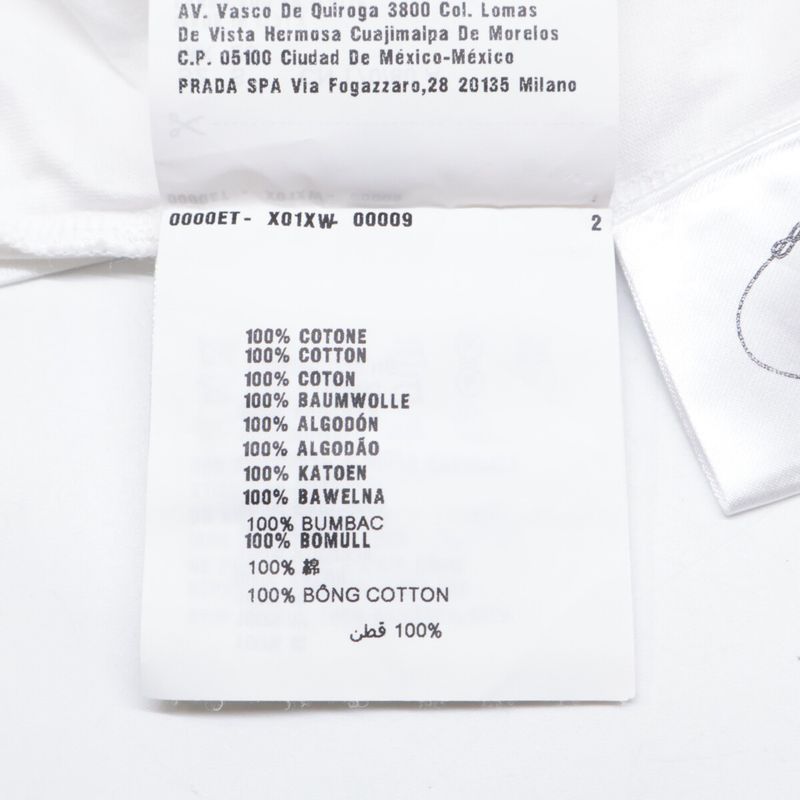 AV. Vasco De Quiroga 3800 Col. Lomas
De Vista Hermosa Cuajimalpa De Morelos
C.P. 05100 Ciudad De México-México
PRADA SPA Via Fogazzaro,28 20135 Milano
0000ET- X01XW- 00009 2
100% COTONE
100% COTTON
100% COTON
100% BAUMWOLLE
100% ALGODÓN
100% ALGODÃO
100% KATOEN
100% BAWELNA
100% BUMBAC
100% BOMULL
100% 綿
100% BÔNG COTTON
100% قطن